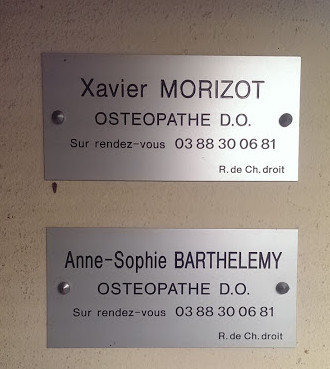 Xavier MORIZOT
OSTEOPATHE D.O.
Sur rendez-vous 03 88 30 06 81
R. de Ch. droit
Anne-Sophie BARTHELEMY
OSTEOPATHE D.O.
Sur rendez-vous 03 88 30 06 81
R. de Ch. droit